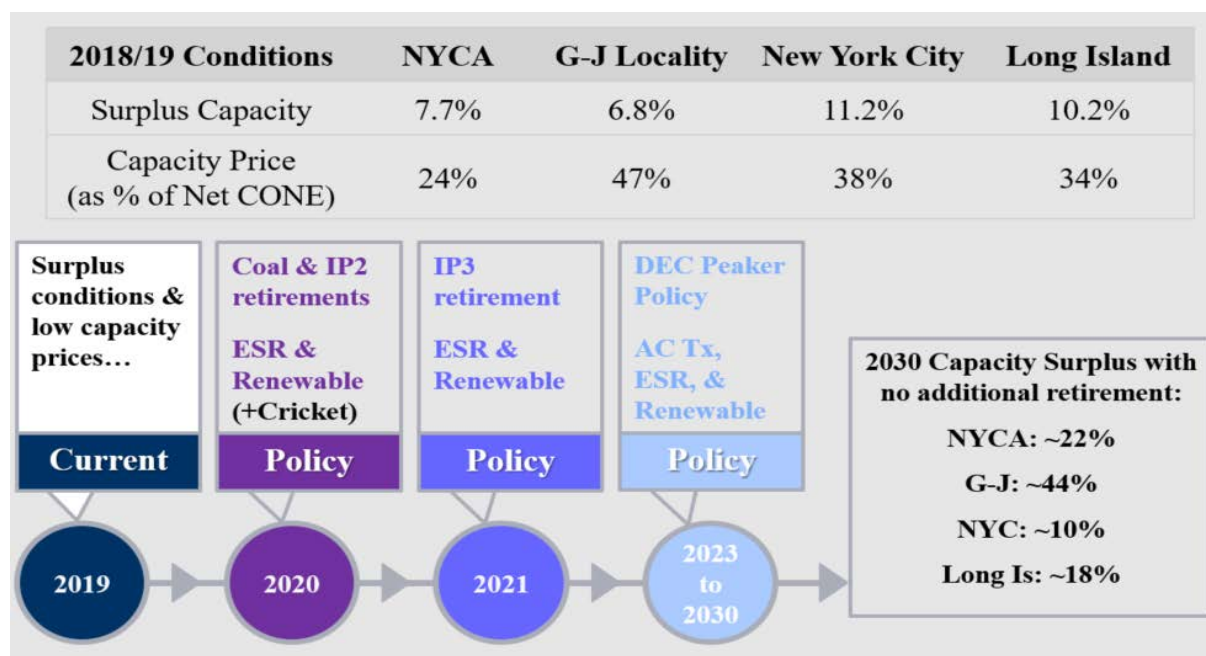 2018/19 Conditions NYCA G-J Locality New York City Long Island
Surplus Capacity 7.7% 6.8% 11.2% 10.2%
Capacity Price
(as % of Net CONE) 24% 47% 38% 34%
Surplus
conditions &
low capacity
prices…
Current
2019
Coal & IP2
retirements
ESR &
Renewable
(+Cricket)
Policy
2020
IP3
retirement
ESR &
Renewable
Policy
2021
DEC Peaker
Policy
AC Tx,
ESR, &
Renewable
Policy
2023
to
2030
2030 Capacity Surplus with
no additional retirement:
NYCA: ~22%
G-J: ~44%
NYC: ~10%
Long Is: ~18%